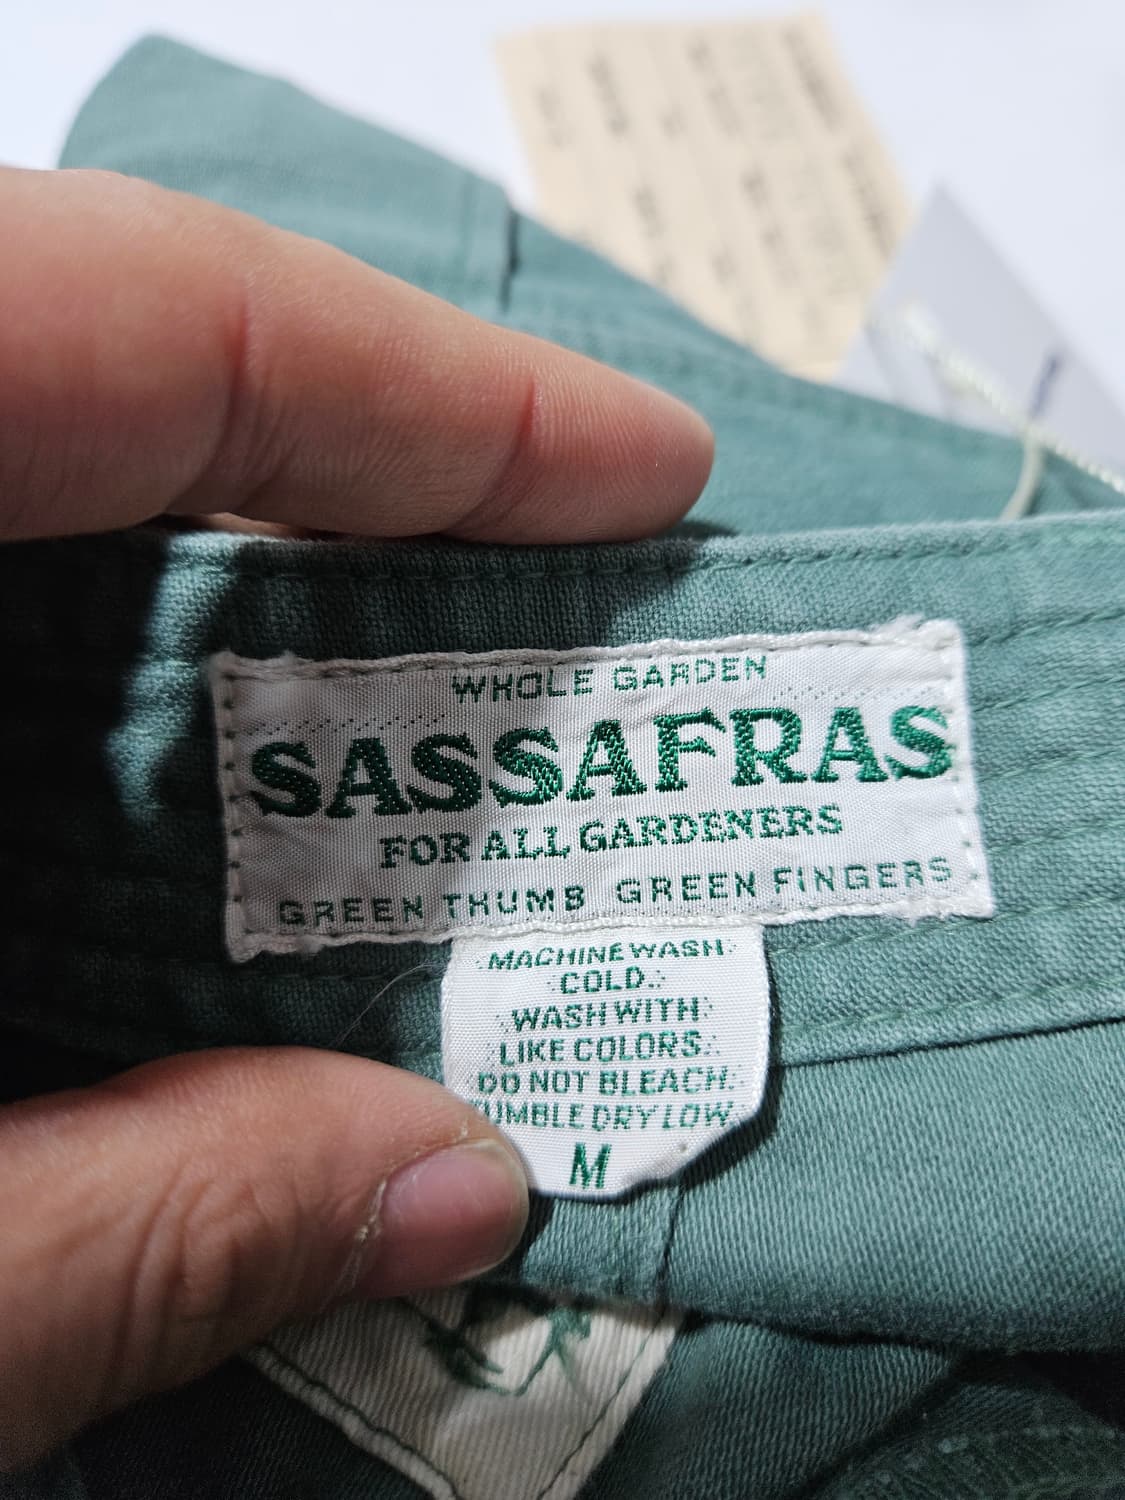 WHOLE GARDEN
SASSAFRAS
FOR ALL GARDENERS
GREEN THUMB GREEN FINGERS
MACHINE WASH
COLD.
WASH WITH
LIKE COLORS.
DO NOT BLEACH.
TUMBLE DRY LOW
M